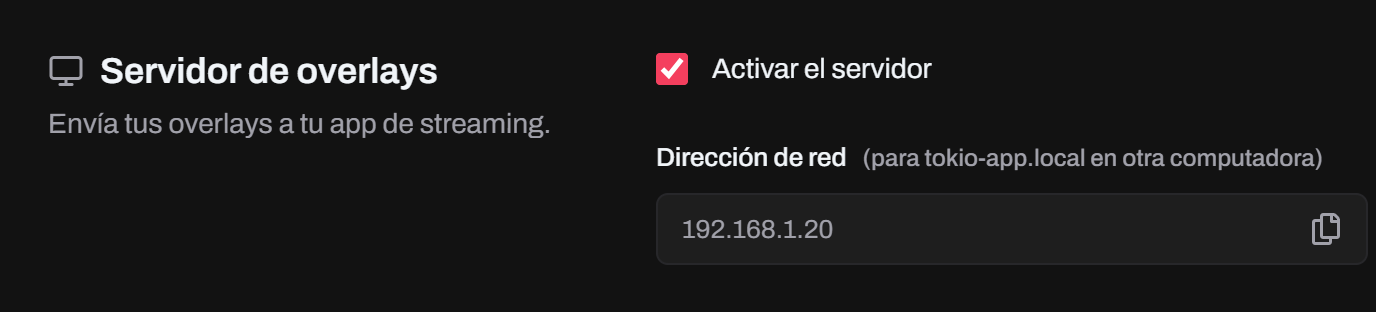 Servidor de overlays
Envía tus overlays a tu app de streaming.
Activar el servidor
Dirección de red (para tokio-app.local en otra computadora)
192.168.1.20